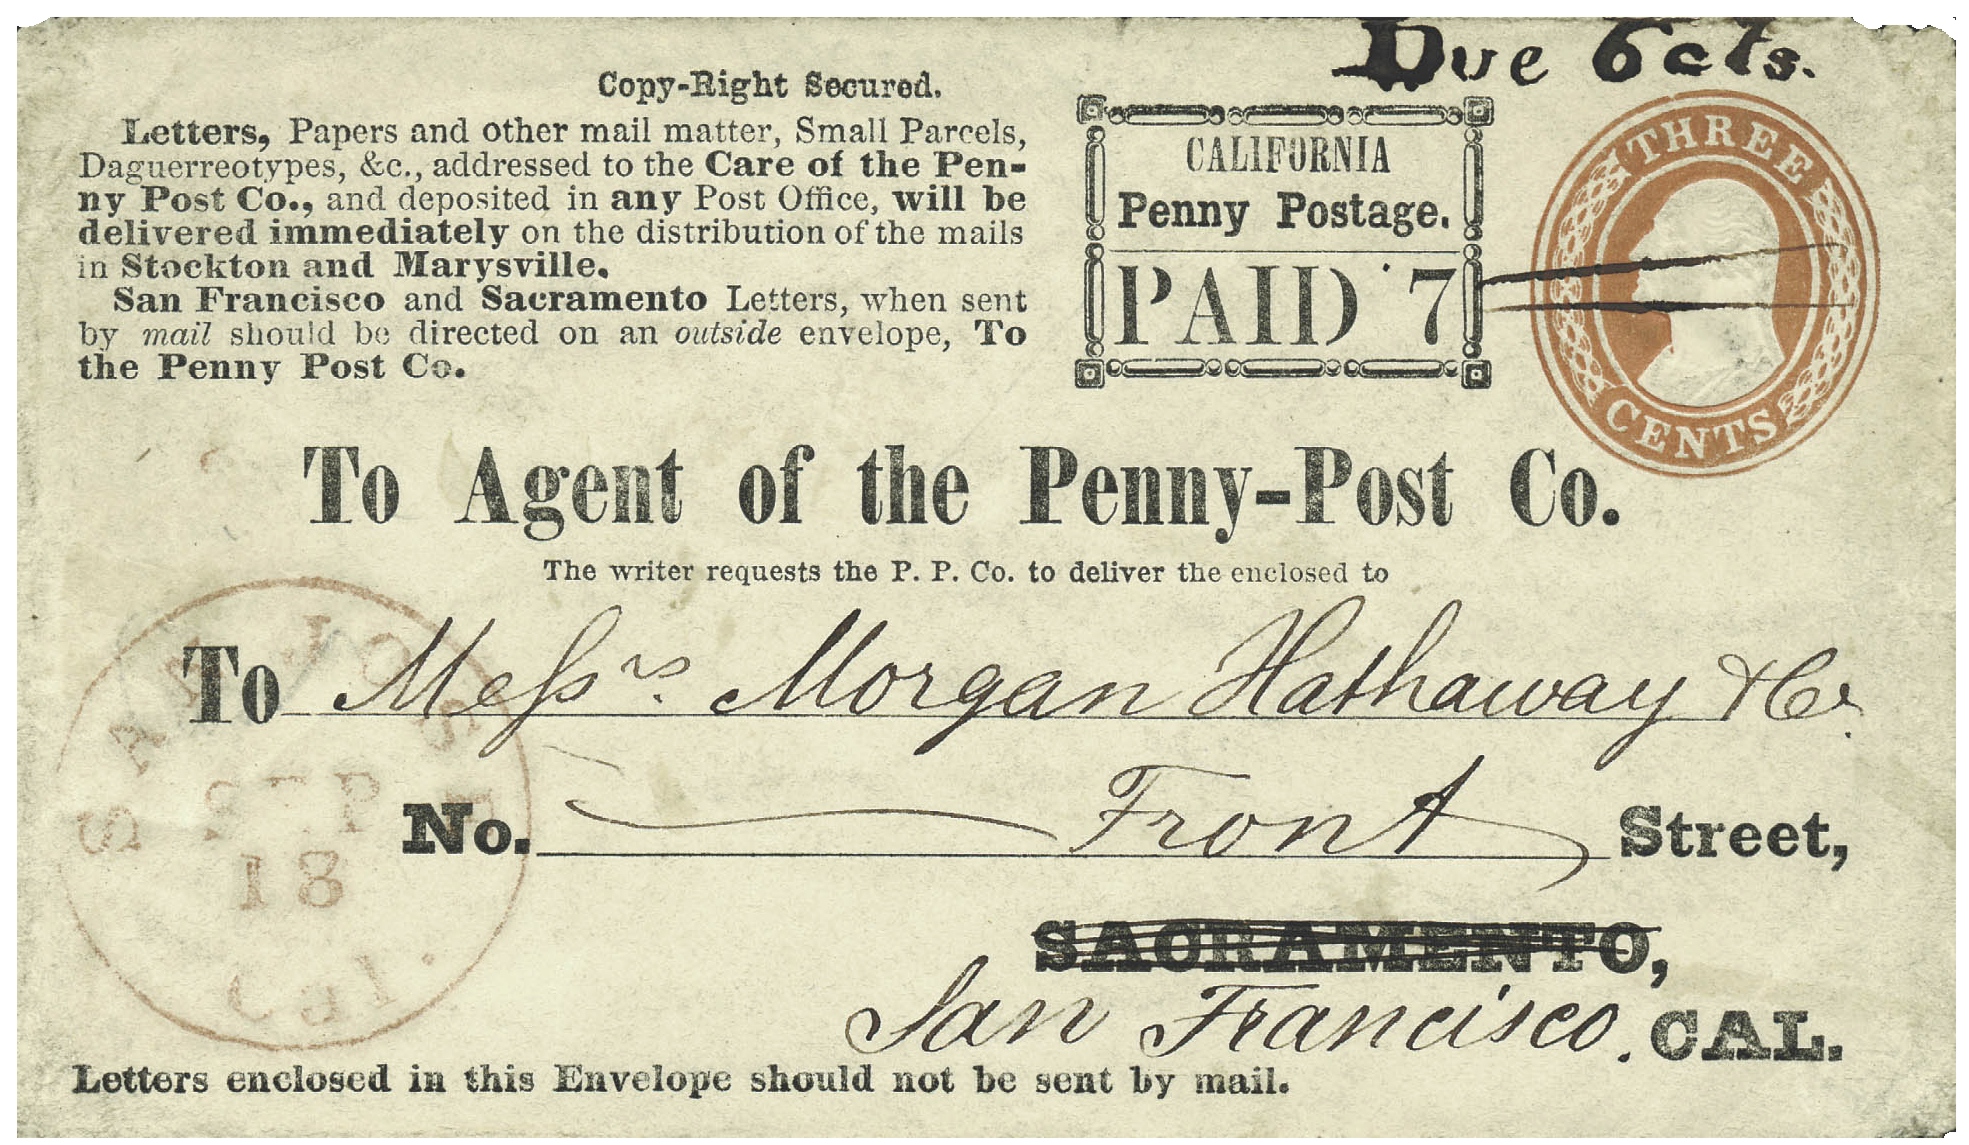 Due 6 cts.
Copy-Right Secured.
Letters, Papers and other mail matter, Small Parcels,
Daguerreotypes, &c., addressed to the Care of the Pen-
ny Post Co., and deposited in any Post Office, will be
delivered immediately on the distribution of the mails
in Stockton and Marysville.
San Francisco and Sacramento Letters, when sent
by mail should be directed on an outside envelope, To
the Penny Post Co.
CALIFORNIA
Penny Postage.
PAID 7
THREE
CENTS
To Agent of the Penny-Post Co.
The writer requests the P. P. Co. to deliver the enclosed to
To Messrs. Morgan Hathaway & Co.
No. Front Street,
SACRAMENTO,
San Francisco. CAL.
SAN JOSE
SEP
18
Cal.
Letters enclosed in this Envelope should not be sent by mail.